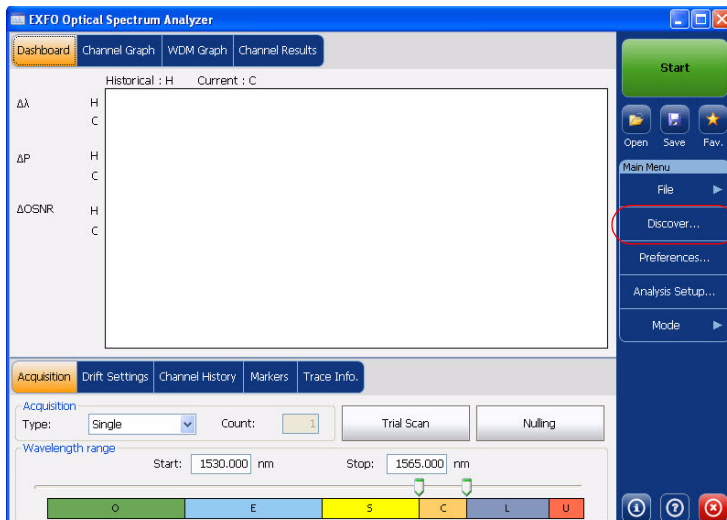 EXFO Optical Spectrum Analyzer
Dashboard Channel Graph WDM Graph Channel Results
Historical : H Current : C
Δλ H
C
ΔP H
C
ΔOSNR H
C
Start
Open Save Fav.
Main Menu
File
Discover...
Preferences...
Analysis Setup...
Mode
Acquisition Drift Settings Channel History Markers Trace Info.
Acquisition
Type: Single Count: 1 Trial Scan Nulling
Wavelength range
Start: 1530.000 nm Stop: 1565.000 nm
O E S C L U